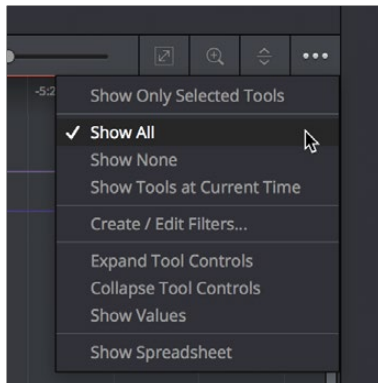 -5:2
Show Only Selected Tools
Show All
Show None
Show Tools at Current Time
Create / Edit Filters...
Expand Tool Controls
Collapse Tool Controls
Show Values
Show Spreadsheet